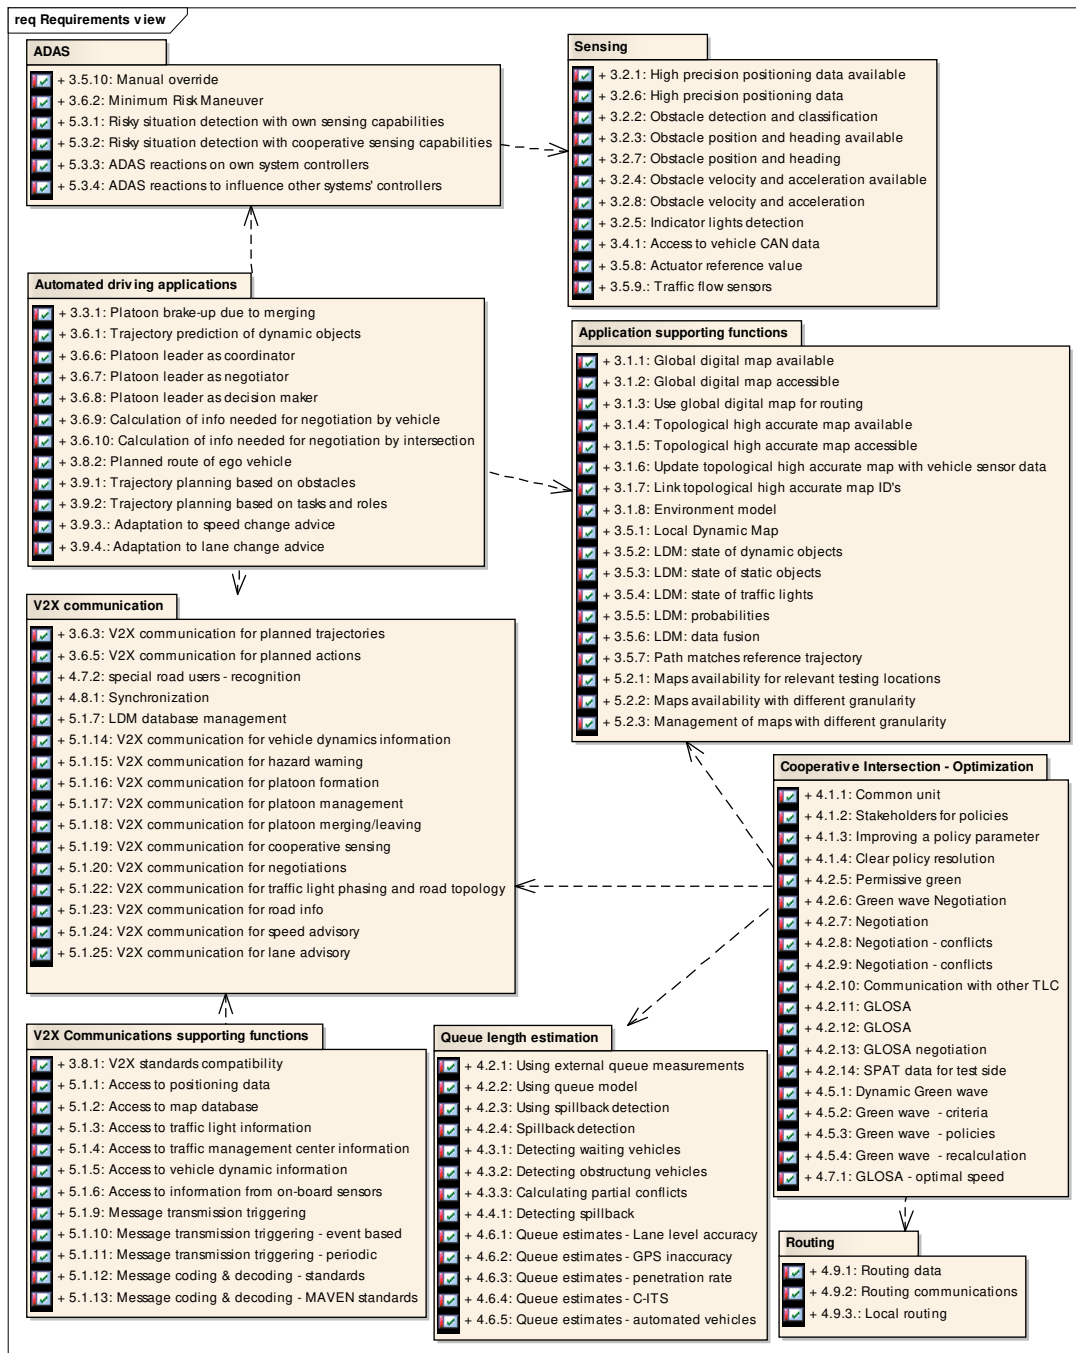 req Requirements view
ADAS
+ 3.5.10: Manual override
+ 3.6.2: Minimum Risk Maneuver
+ 5.3.1: Risky situation detection with own sensing capabilities
+ 5.3.2: Risky situation detection with cooperative sensing capabilities
+ 5.3.3: ADAS reactions on own system controllers
+ 5.3.4: ADAS reactions to influence other systems' controllers
Sensing
+ 3.2.1: High precision positioning data available
+ 3.2.6: High precision positioning data
+ 3.2.2: Obstacle detection and classification
+ 3.2.3: Obstacle position and heading available
+ 3.2.7: Obstacle position and heading
+ 3.2.4: Obstacle velocity and acceleration available
+ 3.2.8: Obstacle velocity and acceleration
+ 3.2.5: Indicator lights detection
+ 3.4.1: Access to vehicle CAN data
+ 3.5.8: Actuator reference value
+ 3.5.9.: Traffic flow sensors
Automated driving applications
+ 3.3.1: Platoon brake-up due to merging
+ 3.6.1: Trajectory prediction of dynamic objects
+ 3.6.6: Platoon leader as coordinator
+ 3.6.7: Platoon leader as negotiator
+ 3.6.8: Platoon leader as decision maker
+ 3.6.9: Calculation of info needed for negotiation by vehicle
+ 3.6.10: Calculation of info needed for negotiation by intersection
+ 3.8.2: Planned route of ego vehicle
+ 3.9.1: Trajectory planning based on obstacles
+ 3.9.2: Trajectory planning based on tasks and roles
+ 3.9.3.: Adaptation to speed change advice
+ 3.9.4.: Adaptation to lane change advice
Application supporting functions
+ 3.1.1: Global digital map available
+ 3.1.2: Global digital map accessible
+ 3.1.3: Use global digital map for routing
+ 3.1.4: Topological high accurate map available
+ 3.1.5: Topological high accurate map accessible
+ 3.1.6: Update topological high accurate map with vehicle sensor data
+ 3.1.7: Link topological high accurate map ID's
+ 3.1.8: Environment model
+ 3.5.1: Local Dynamic Map
+ 3.5.2: LDM: state of dynamic objects
+ 3.5.3: LDM: state of static objects
+ 3.5.4: LDM: state of traffic lights
+ 3.5.5: LDM: probabilities
+ 3.5.6: LDM: data fusion
+ 3.5.7: Path matches reference trajectory
+ 5.2.1: Maps availability for relevant testing locations
+ 5.2.2: Maps availability with different granularity
+ 5.2.3: Management of maps with different granularity
V2X communication
+ 3.6.3: V2X communication for planned trajectories
+ 3.6.5: V2X communication for planned actions
+ 4.7.2: special road users - recognition
+ 4.8.1: Synchronization
+ 5.1.7: LDM database management
+ 5.1.14: V2X communication for vehicle dynamics information
+ 5.1.15: V2X communication for hazard warning
+ 5.1.16: V2X communication for platoon formation
+ 5.1.17: V2X communication for platoon management
+ 5.1.18: V2X communication for platoon merging/leaving
+ 5.1.19: V2X communication for cooperative sensing
+ 5.1.20: V2X communication for negotiations
+ 5.1.22: V2X communication for traffic light phasing and road topology
+ 5.1.23: V2X communication for road info
+ 5.1.24: V2X communication for speed advisory
+ 5.1.25: V2X communication for lane advisory
Cooperative Intersection - Optimization
+ 4.1.1: Common unit
+ 4.1.2: Stakeholders for policies
+ 4.1.3: Improving a policy parameter
+ 4.1.4: Clear policy resolution
+ 4.2.5: Permissive green
+ 4.2.6: Green wave Negotiation
+ 4.2.7: Negotiation
+ 4.2.8: Negotiation - conflicts
+ 4.2.9: Negotiation - conflicts
+ 4.2.10: Communication with other TLC
+ 4.2.11: GLOSA
+ 4.2.12: GLOSA
+ 4.2.13: GLOSA negotiation
+ 4.2.14: SPAT data for test side
+ 4.5.1: Dynamic Green wave
+ 4.5.2: Green wave - criteria
+ 4.5.3: Green wave - policies
+ 4.5.4: Green wave - recalculation
+ 4.7.1: GLOSA - optimal speed
V2X Communications supporting functions
+ 3.8.1: V2X standards compatibility
+ 5.1.1: Access to positioning data
+ 5.1.2: Access to map database
+ 5.1.3: Access to traffic light information
+ 5.1.4: Access to traffic management center information
+ 5.1.5: Access to vehicle dynamic information
+ 5.1.6: Access to information from on-board sensors
+ 5.1.9: Message transmission triggering
+ 5.1.10: Message transmission triggering - event based
+ 5.1.11: Message transmission triggering - periodic
+ 5.1.12: Message coding & decoding - standards
+ 5.1.13: Message coding & decoding - MAVEN standards
Queue length estimation
+ 4.2.1: Using external queue measurements
+ 4.2.2: Using queue model
+ 4.2.3: Using spillback detection
+ 4.2.4: Spillback detection
+ 4.3.1: Detecting waiting vehicles
+ 4.3.2: Detecting obstructung vehicles
+ 4.3.3: Calculating partial conflicts
+ 4.4.1: Detecting spillback
+ 4.6.1: Queue estimates - Lane level accuracy
+ 4.6.2: Queue estimates - GPS inaccuracy
+ 4.6.3: Queue estimates - penetration rate
+ 4.6.4: Queue estimates - C-ITS
+ 4.6.5: Queue estimates - automated vehicles
Routing
+ 4.9.1: Routing data
+ 4.9.2: Routing communications
+ 4.9.3.: Local routing